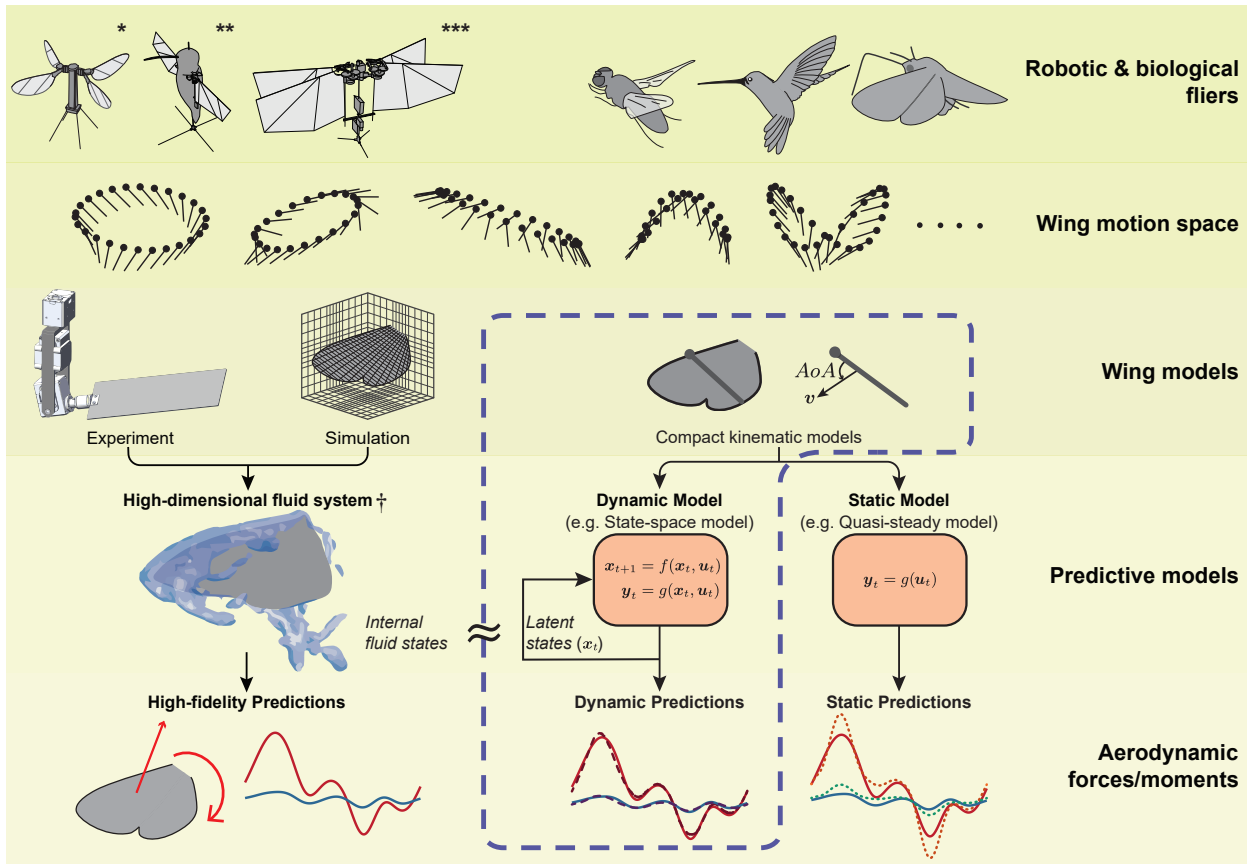 * ** ***
Robotic & biological
fliers
Wing motion space
AoA
v
Wing models
Experiment
Simulation
Compact kinematic models
High-dimensional fluid system †
Dynamic Model
(e.g. State-space model)
Static Model
(e.g. Quasi-steady model)
x_{t+1} = f(x_t, u_t)
y_t = g(x_t, u_t)
y_t = g(u_t)
Predictive models
Internal
fluid states
≈
Latent
states (x_t)
High-fidelity Predictions
Dynamic Predictions
Static Predictions
Aerodynamic
forces/moments